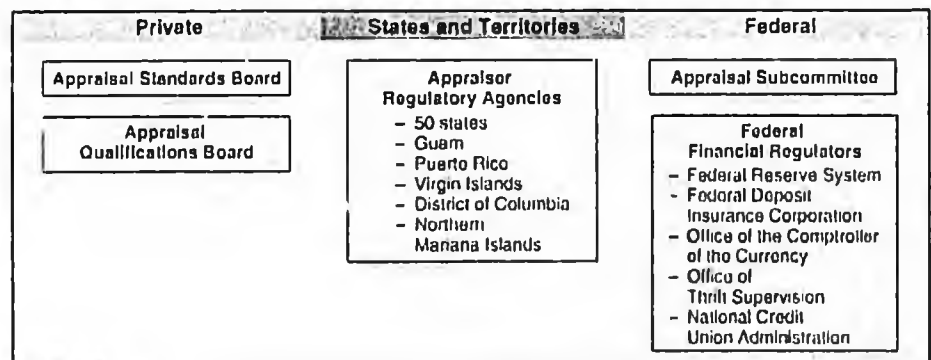 Private
Appraisal Standards Board
Appraisal
Qualifications Board
States and Territories
Appraiser
Regulatory Agencies
– 50 states
– Guam
– Puerto Rico
– Virgin Islands
– District of Columbia
– Northern
Mariana Islands
Federal
Appraisal Subcommittee
Federal
Financial Regulators
– Federal Reserve System
- Federal Deposit
Insurance Corporation
– Office of the Comptroller
of the Currency
– Office of
Thrift Supervision
– National Credit
Union Administration